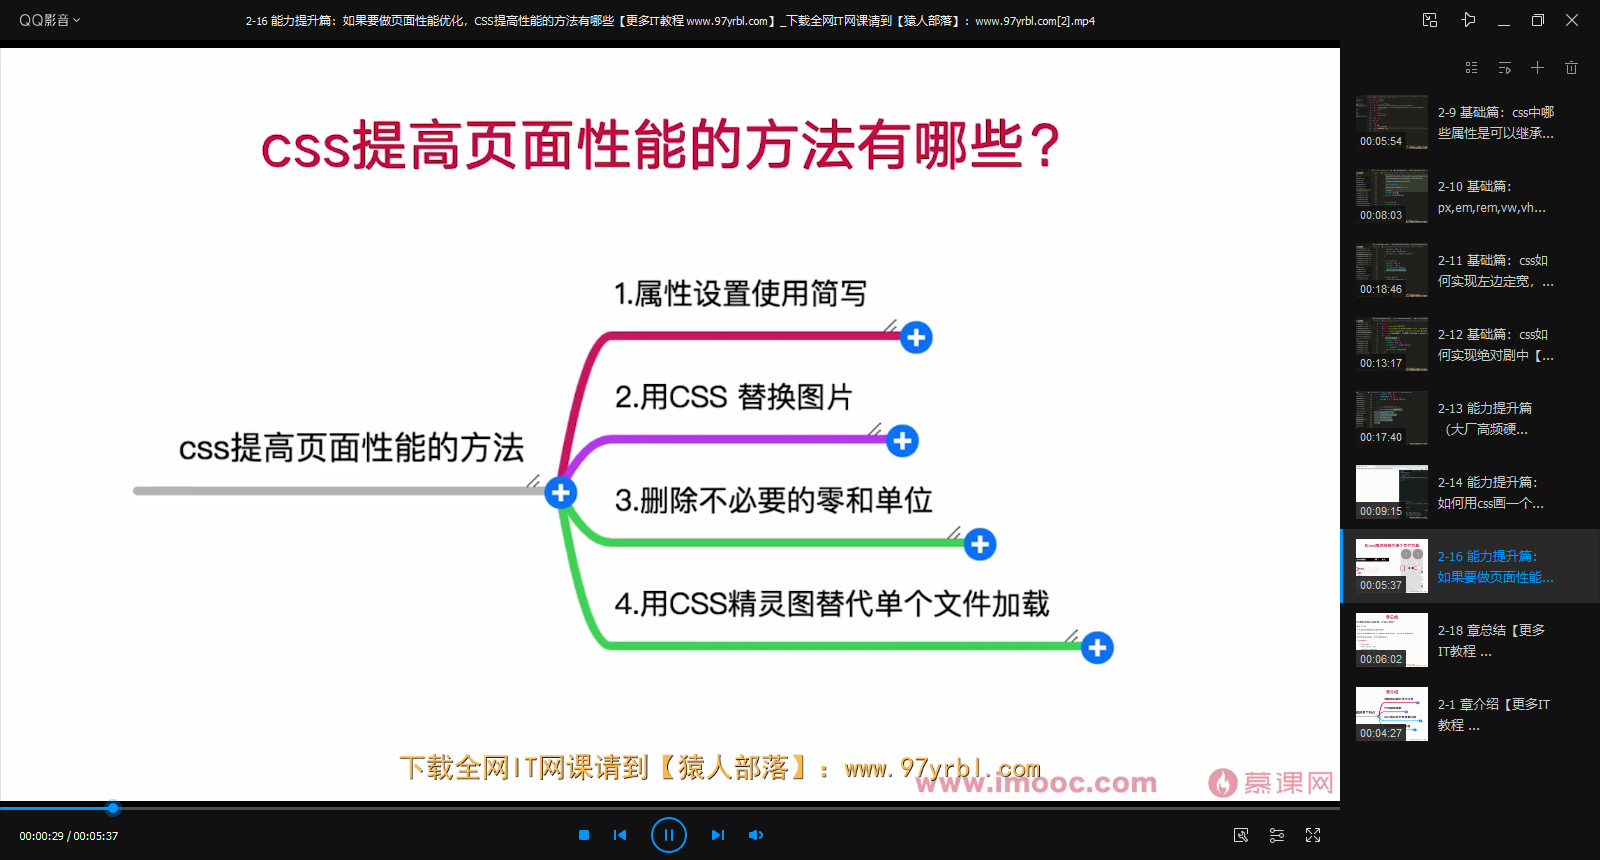 QQ影音
2-16 能力提升篇：如果要做页面性能优化，CSS提高性能的方法有哪些【更多IT教程 www.97yrbl.com】_下载全网IT网课请到【猿人部落】：www.97yrbl.com[2].mp4
css提高页面性能的方法有哪些?
css提高页面性能的方法
1.属性设置使用简写
2.用CSS 替换图片
3.删除不必要的零和单位
4.用CSS精灵图替代单个文件加载
下载全网IT网课请到【猿人部落】：www.97yrbl.com
www.imooc.com
慕课网
00:00:29 / 00:05:37
00:05:54
2-9 基础篇：css中哪
些属性是可以继承...
00:08:03
2-10 基础篇：
px,em,rem,vw,vh...
00:18:46
2-11 基础篇：css如
何实现左边定宽，...
00:13:17
2-12 基础篇：css如
何实现绝对剧中【...
00:17:40
2-13 能力提升篇
（大厂高频硬...
00:09:15
2-14 能力提升篇：
如何用css画一个...
00:05:37
2-16 能力提升篇：
如果要做页面性能...
00:06:02
2-18 章总结【更多
IT教程 ...
00:04:27
2-1 章介绍【更多IT
教程 ...